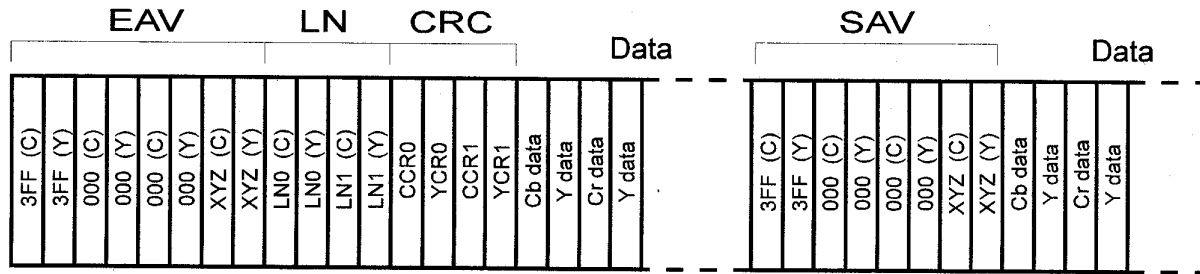 EAV LN CRC
Data
SAV
Data
3FF (C)
3FF (Y)
000 (C)
000 (Y)
000 (C)
000 (Y)
XYZ (C)
XYZ (Y)
LN0 (C)
LN0 (Y)
LN1 (C)
LN1 (Y)
CCR0
YCR0
CCR1
YCR1
Cb data
Y data
Cr data
Y data
3FF (C)
3FF (Y)
000 (C)
000 (Y)
000 (C)
000 (Y)
XYZ (C)
XYZ (Y)
Cb data
Y data
Cr data
Y data